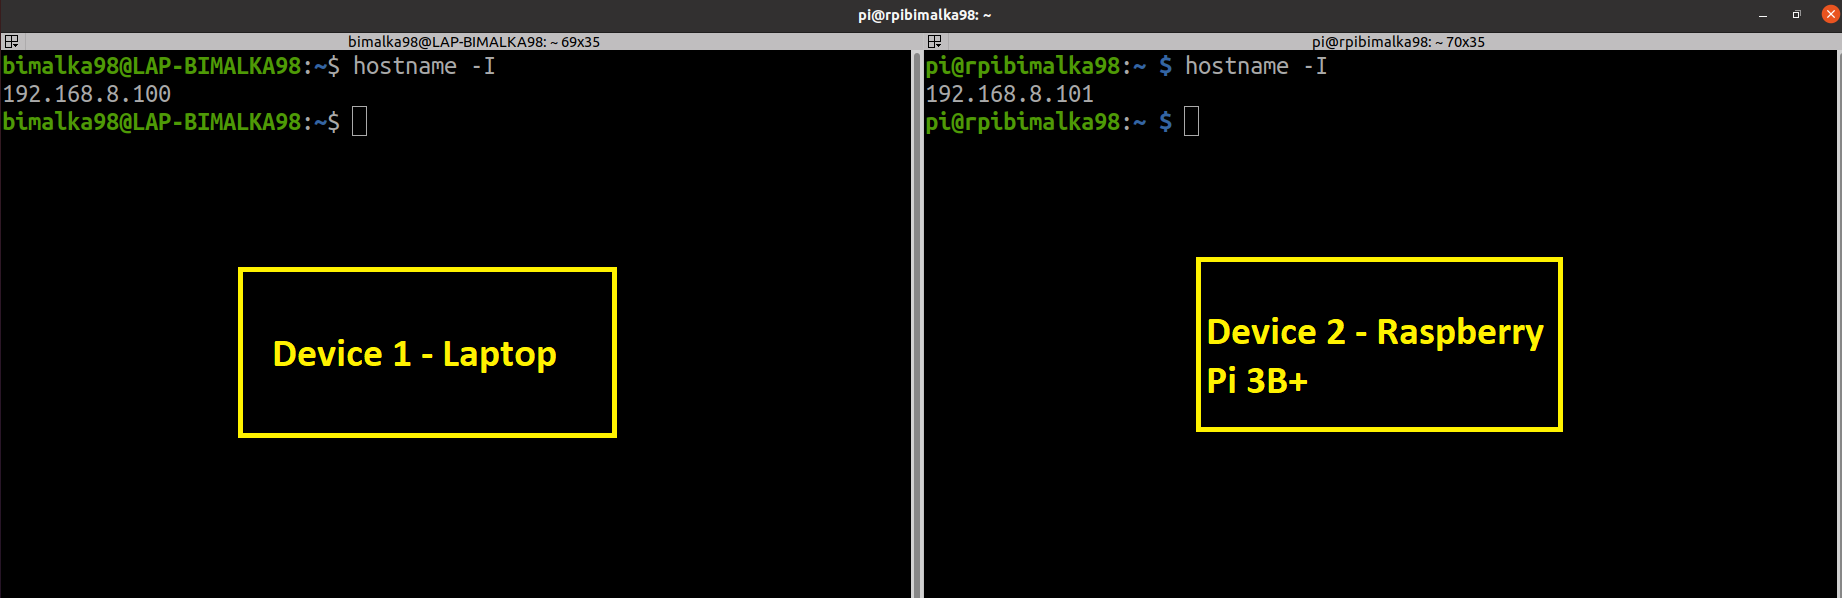 pi@rpibimalka98: ~
bimalka98@LAP-BIMALKA98: ~ 69x35
bimalka98@LAP-BIMALKA98:~$ hostname -I
192.168.8.100
bimalka98@LAP-BIMALKA98:~$
Device 1 - Laptop
pi@rpibimalka98: ~ 70x35
pi@rpibimalka98:~ $ hostname -I
192.168.8.101
pi@rpibimalka98:~ $
Device 2 - Raspberry
Pi 3B+